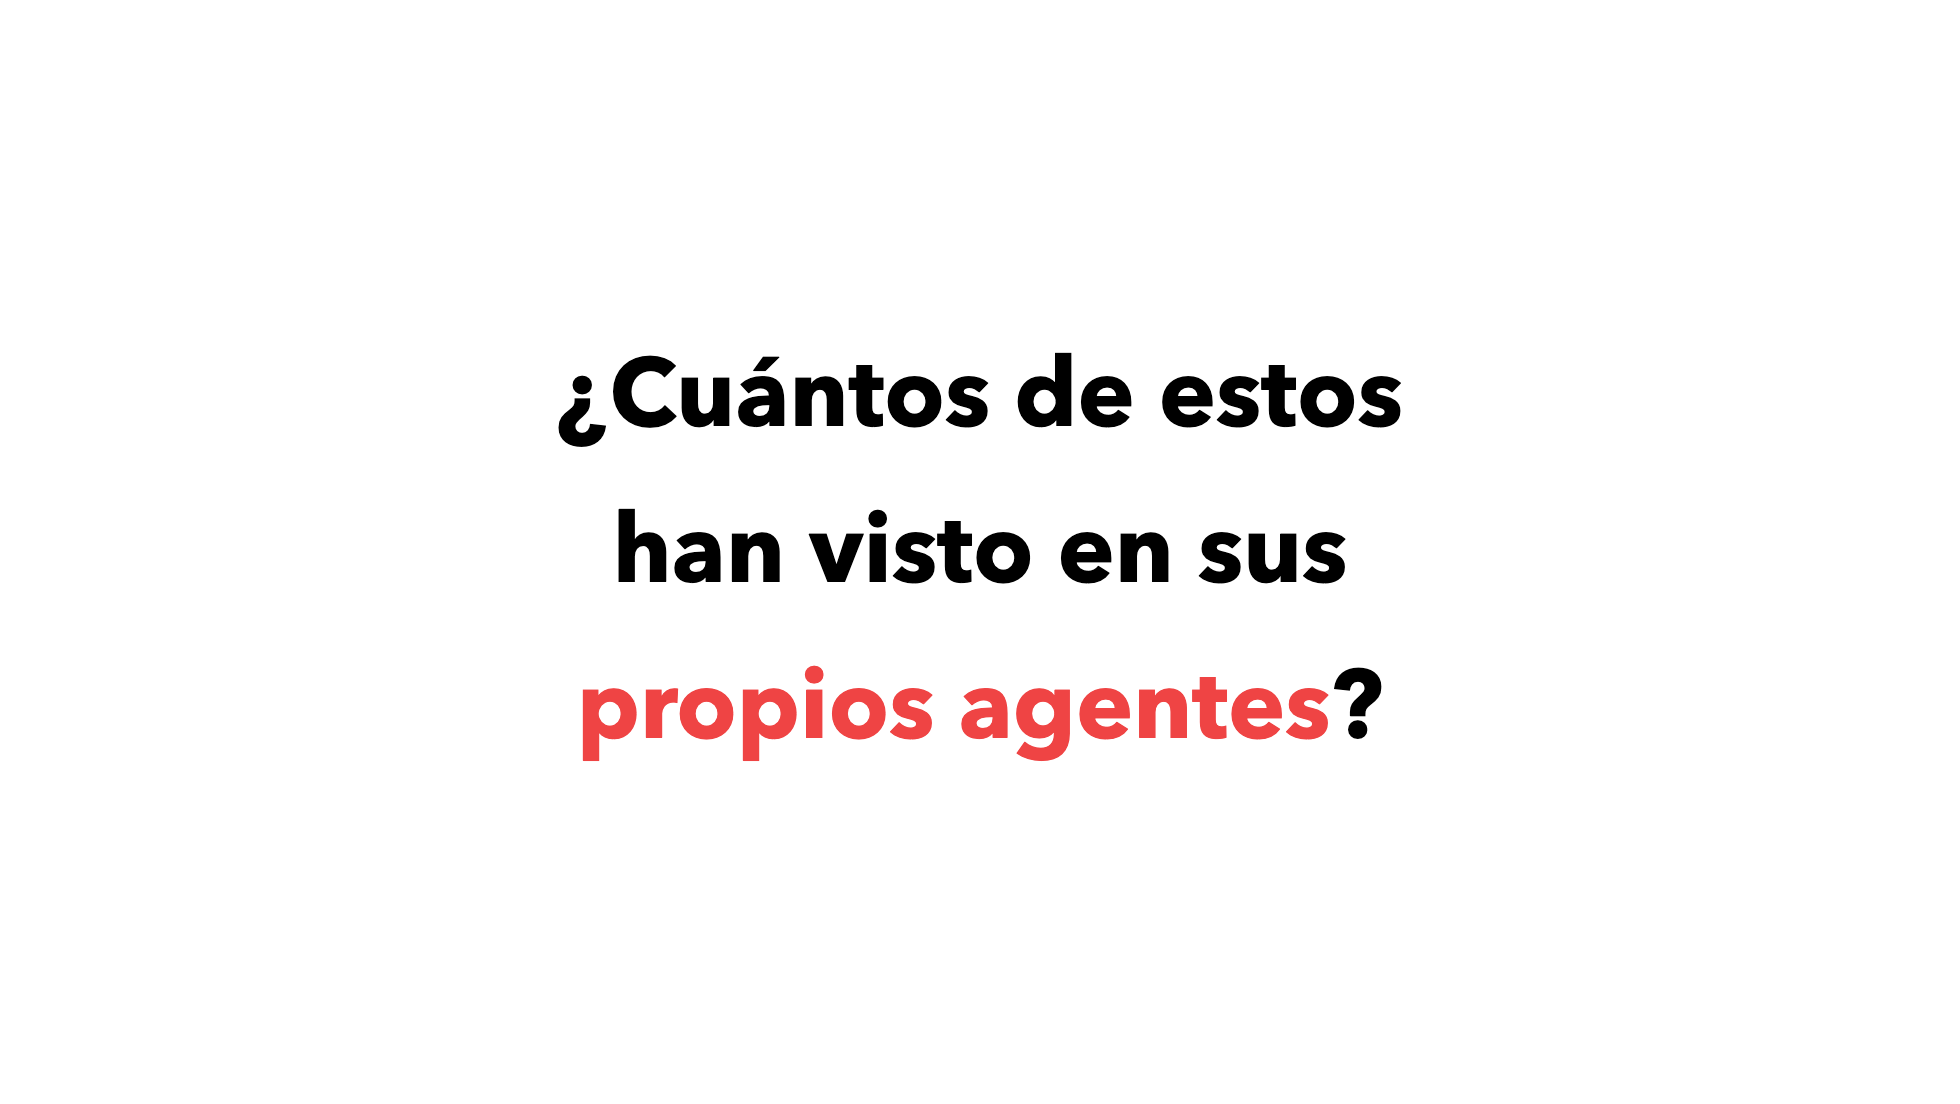 ¿Cuántos de estos
han visto en sus
propios agentes?